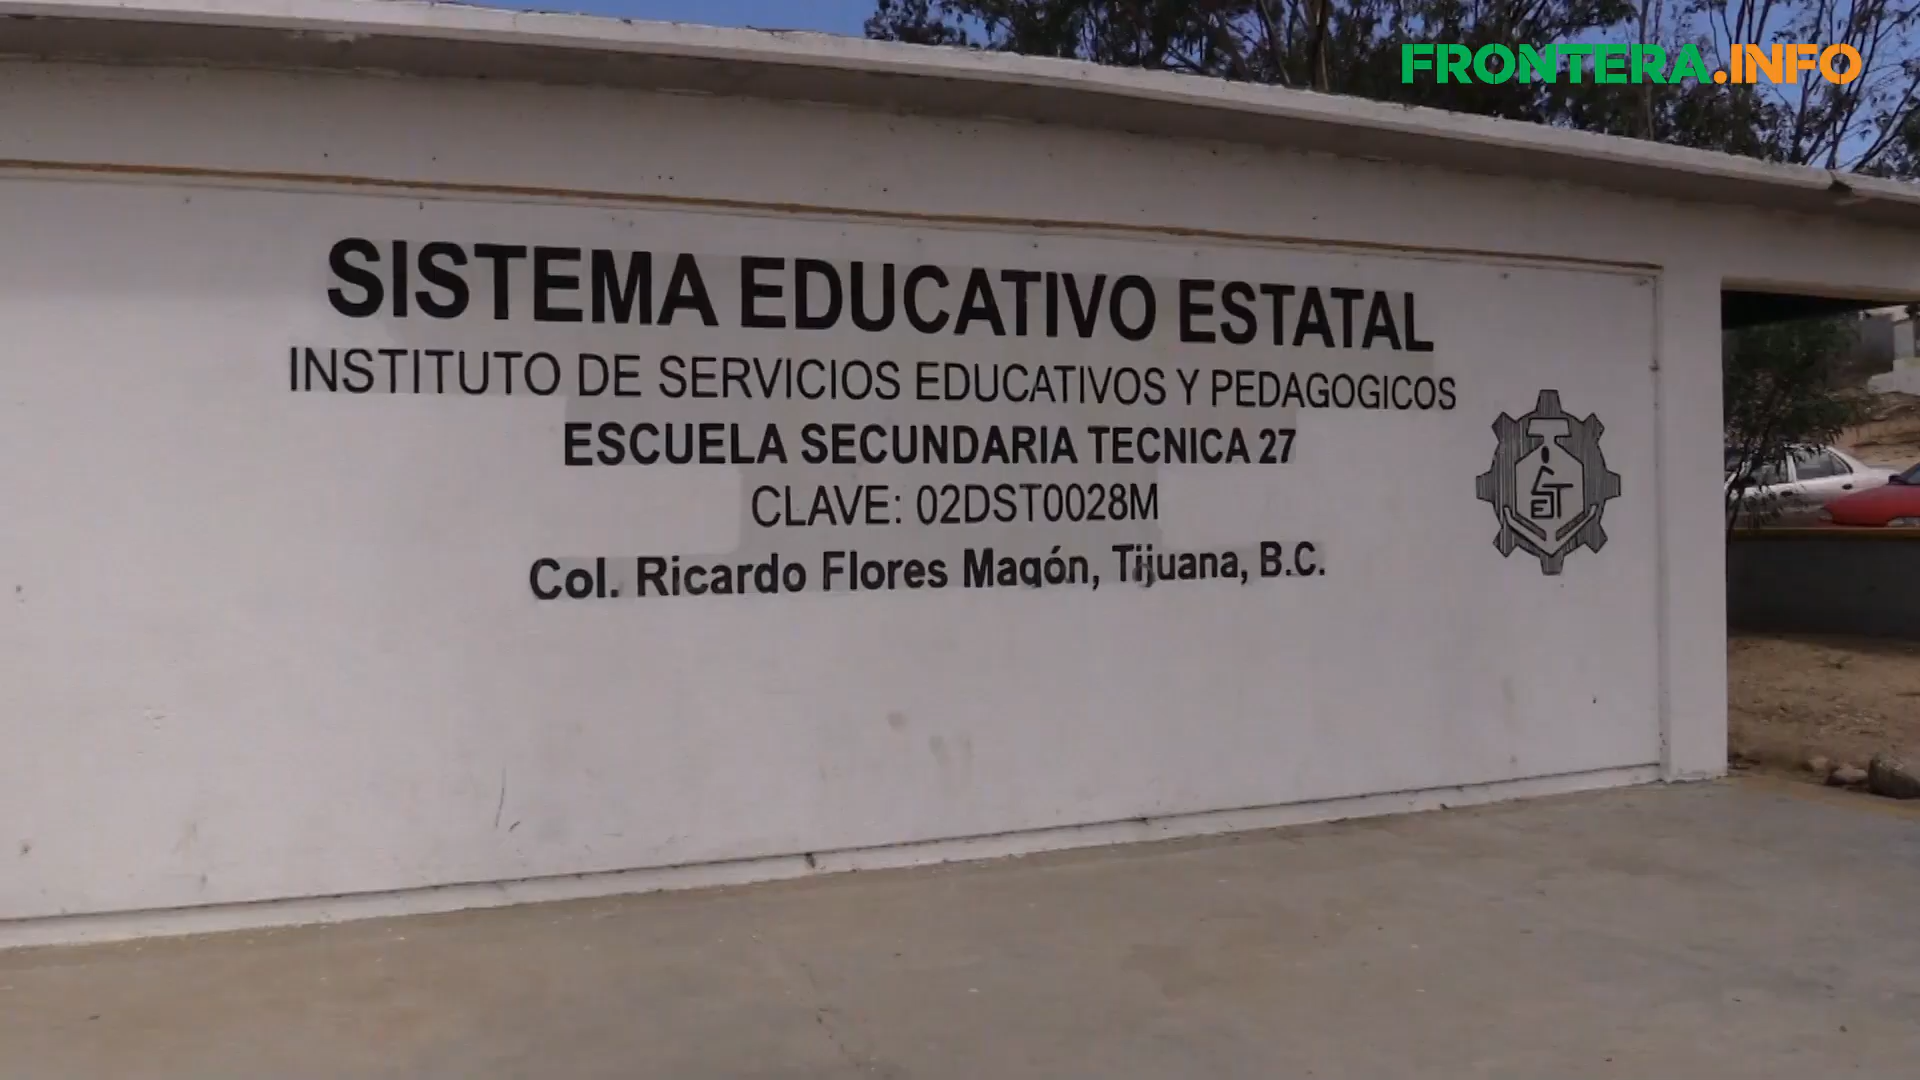 FRONTERA.INFO
SISTEMA EDUCATIVO ESTATAL
INSTITUTO DE SERVICIOS EDUCATIVOS Y PEDAGOGICOS
ESCUELA SECUNDARIA TECNICA 27
CLAVE: 02DST0028M
Col. Ricardo Flores Magón, Tijuana, B.C.
EST